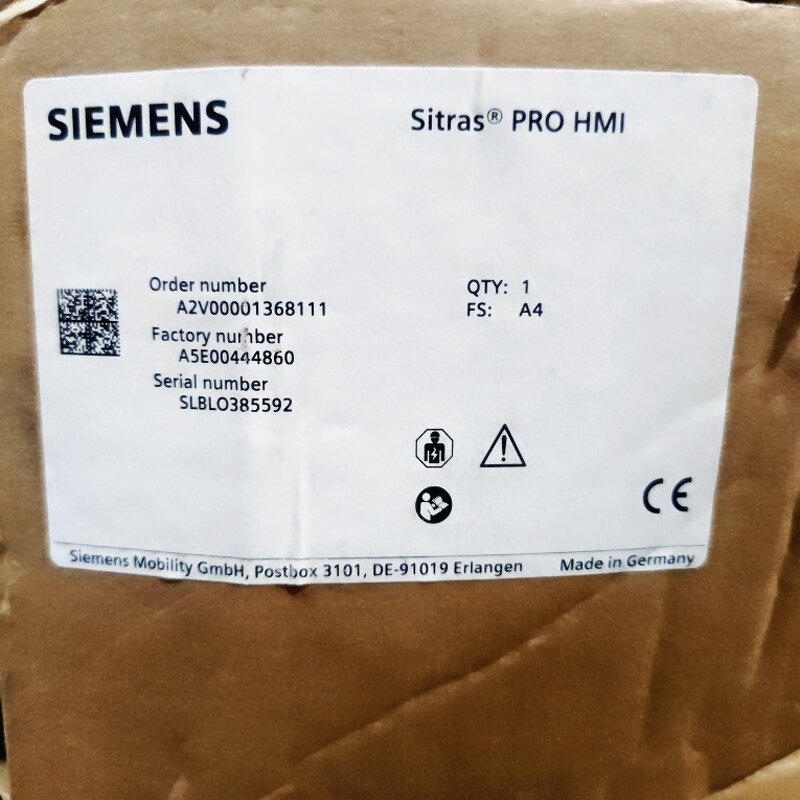 SIEMENS
Sitras® PRO HMI
Order number
A2V00001368111
QTY: 1
Factory number
FS: A4
A5E00444860
Serial number
SLBLO385592
CE
Siemens Mobility GmbH, Postbox 3101, DE-91019 Erlangen
Made in Germany